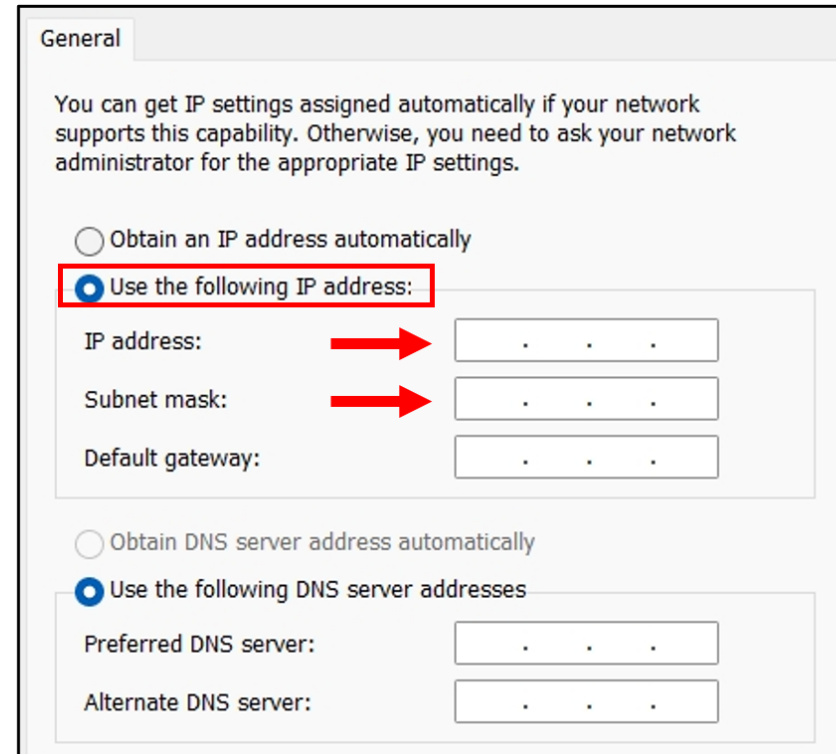 General
You can get IP settings assigned automatically if your network
supports this capability. Otherwise, you need to ask your network
administrator for the appropriate IP settings.
Obtain an IP address automatically
Use the following IP address:
IP address: . . .
Subnet mask: . . .
Default gateway: . . .
Obtain DNS server address automatically
Use the following DNS server addresses
Preferred DNS server: . . .
Alternate DNS server: . . .